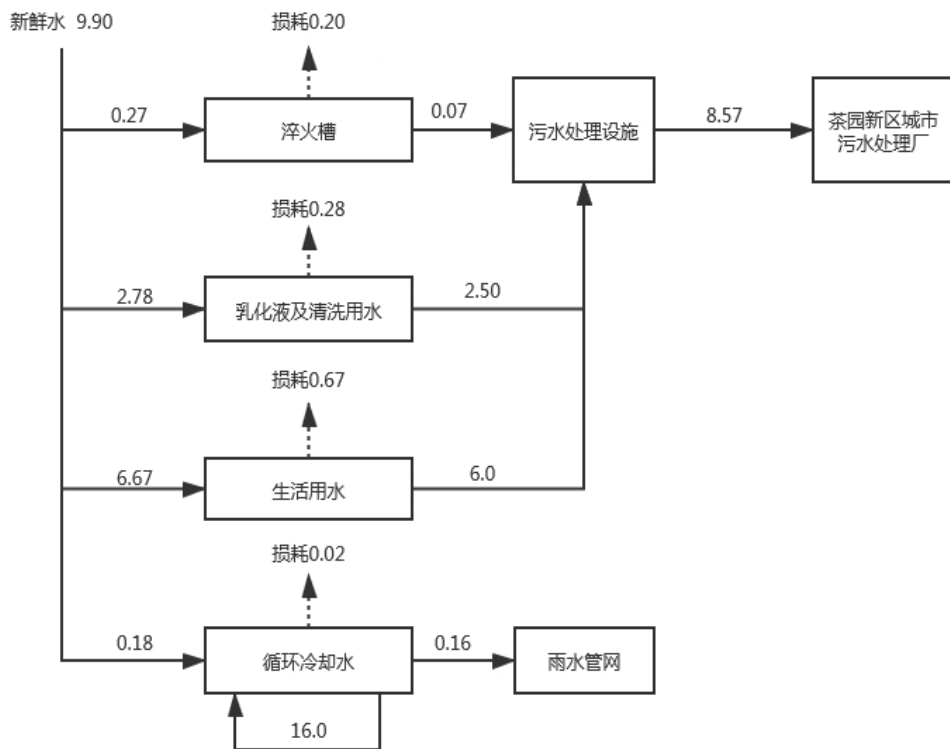 新鲜水 9.90
损耗0.20
0.27
淬火槽
0.07
污水处理设施
8.57
茶园新区城市
污水处理厂
损耗0.28
2.78
乳化液及清洗用水
2.50
损耗0.67
6.67
生活用水
6.0
损耗0.02
0.18
循环冷却水
0.16
雨水管网
16.0